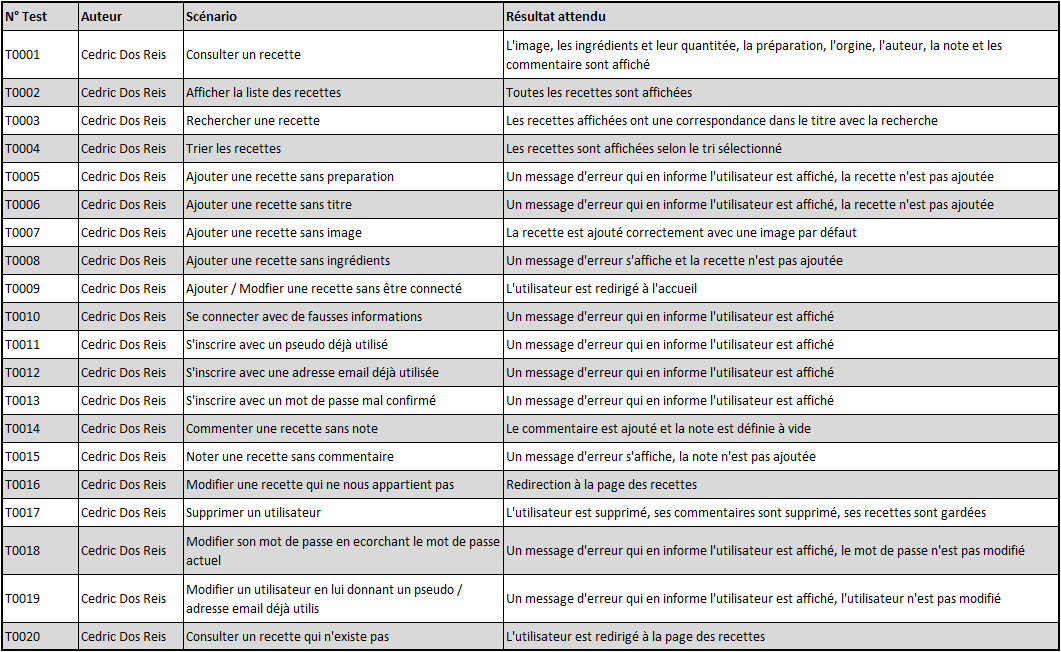 N° Test Auteur Scénario Résultat attendu
T0001 Cedric Dos Reis Consulter un recette L'image, les ingrédients et leur quantitée, la préparation, l'orgine, l'auteur, la note et les
commentaire sont affiché
T0002 Cedric Dos Reis Afficher la liste des recettes Toutes les recettes sont affichées
T0003 Cedric Dos Reis Rechercher une recette Les recettes affichées ont une correspondance dans le titre avec la recherche
T0004 Cedric Dos Reis Trier les recettes Les recettes sont affichées selon le tri sélectionné
T0005 Cedric Dos Reis Ajouter une recette sans preparation Un message d'erreur qui en informe l'utilisateur est affiché, la recette n'est pas ajoutée
T0006 Cedric Dos Reis Ajouter une recette sans titre Un message d'erreur qui en informe l'utilisateur est affiché, la recette n'est pas ajoutée
T0007 Cedric Dos Reis Ajouter une recette sans image La recette est ajouté correctement avec une image par défaut
T0008 Cedric Dos Reis Ajouter une recette sans ingrédients Un message d'erreur s'affiche et la recette n'est pas ajoutée
T0009 Cedric Dos Reis Ajouter / Modfier une recette sans être connecté L'utilisateur est redirigé à l'accueil
T0010 Cedric Dos Reis Se connecter avec de fausses informations Un message d'erreur qui en informe l'utilisateur est affiché
T0011 Cedric Dos Reis S'inscrire avec un pseudo déjà utilisé Un message d'erreur qui en informe l'utilisateur est affiché
T0012 Cedric Dos Reis S'inscrire avec une adresse email déjà utilisée Un message d'erreur qui en informe l'utilisateur est affiché
T0013 Cedric Dos Reis S'inscrire avec un mot de passe mal confirmé Un message d'erreur qui en informe l'utilisateur est affiché
T0014 Cedric Dos Reis Commenter une recette sans note Le commentaire est ajouté et la note est définie à vide
T0015 Cedric Dos Reis Noter une recette sans commentaire Un message d'erreur s'affiche, la note n'est pas ajoutée
T0016 Cedric Dos Reis Modifier une recette qui ne nous appartient pas Redirection à la page des recettes
T0017 Cedric Dos Reis Supprimer un utilisateur L'utilisateur est supprimé, ses commentaires sont supprimé, ses recettes sont gardées
T0018 Cedric Dos Reis Modifier son mot de passe en ecorchant le mot de passe
actuel Un message d'erreur qui en informe l'utilisateur est affiché, le mot de passe n'est pas modifié
T0019 Cedric Dos Reis Modifier un utilisateur en lui donnant un pseudo /
adresse email déjà utilis Un message d'erreur qui en informe l'utilisateur est affiché, l'utilisateur n'est pas modifié
T0020 Cedric Dos Reis Consulter un recette qui n'existe pas L'utilisateur est redirigé à la page des recettes